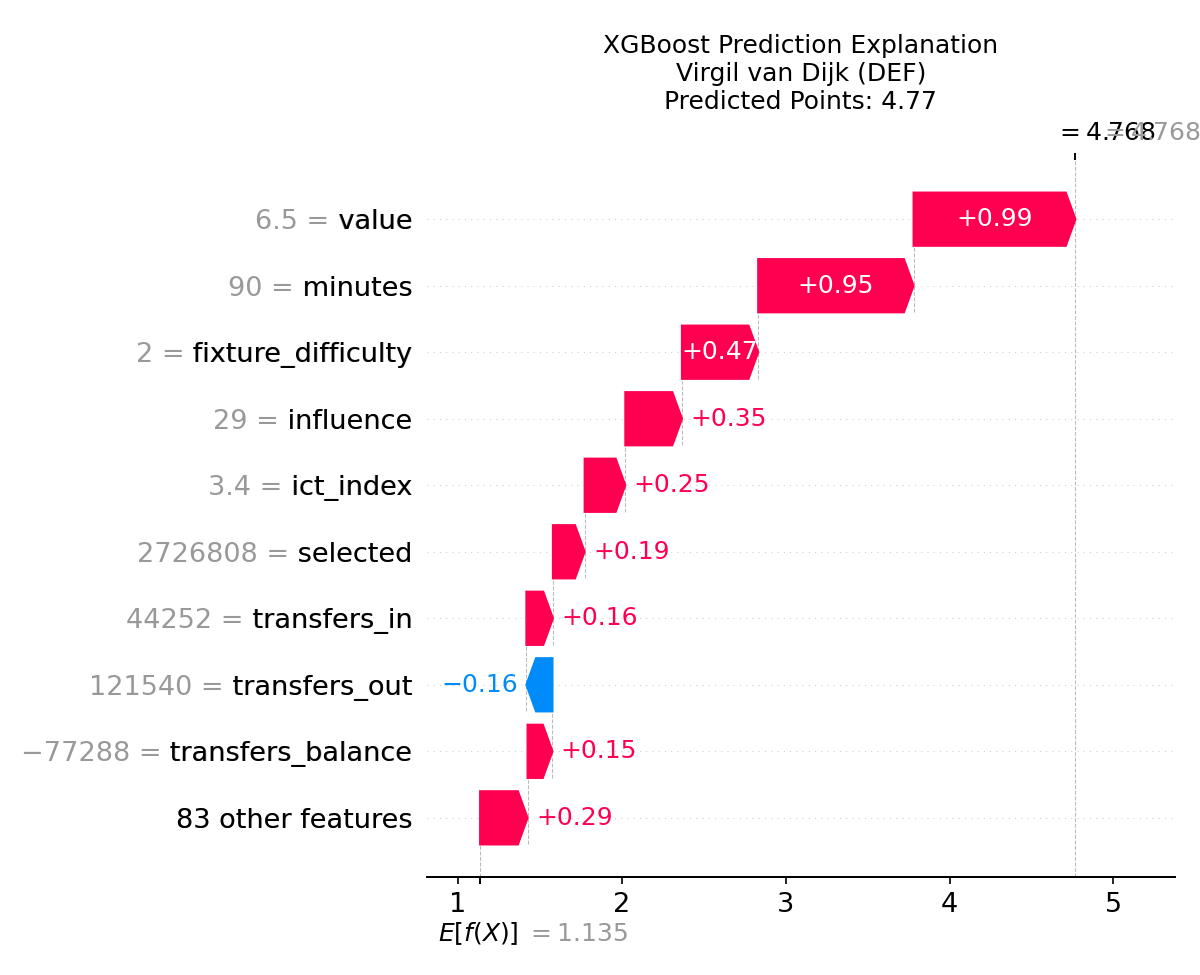 XGBoost Prediction Explanation
Virgil van Dijk (DEF)
Predicted Points: 4.77
= 4.768 = 4.768
6.5 = value +0.99
90 = minutes +0.95
2 = fixture_difficulty +0.47
29 = influence +0.35
3.4 = ict_index +0.25
2726808 = selected +0.19
44252 = transfers_in +0.16
121540 = transfers_out −0.16
−77288 = transfers_balance +0.15
83 other features +0.29
1 2 3 4 5
E[f(X)] = 1.135